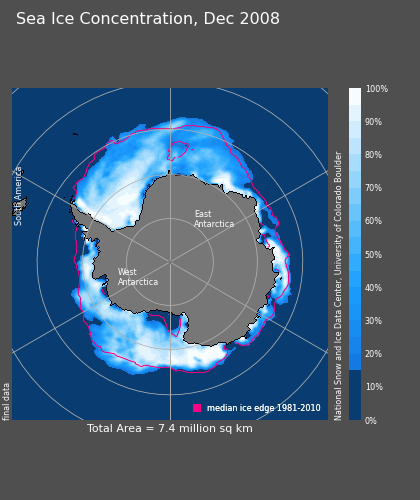 Sea Ice Concentration, Dec 2008
South America
East
Antarctica
West
Antarctica
final data
median ice edge 1981-2010
Total Area = 7.4 million sq km
National Snow and Ice Data Center, University of Colorado Boulder
100%
90%
80%
70%
60%
50%
40%
30%
20%
10%
0%